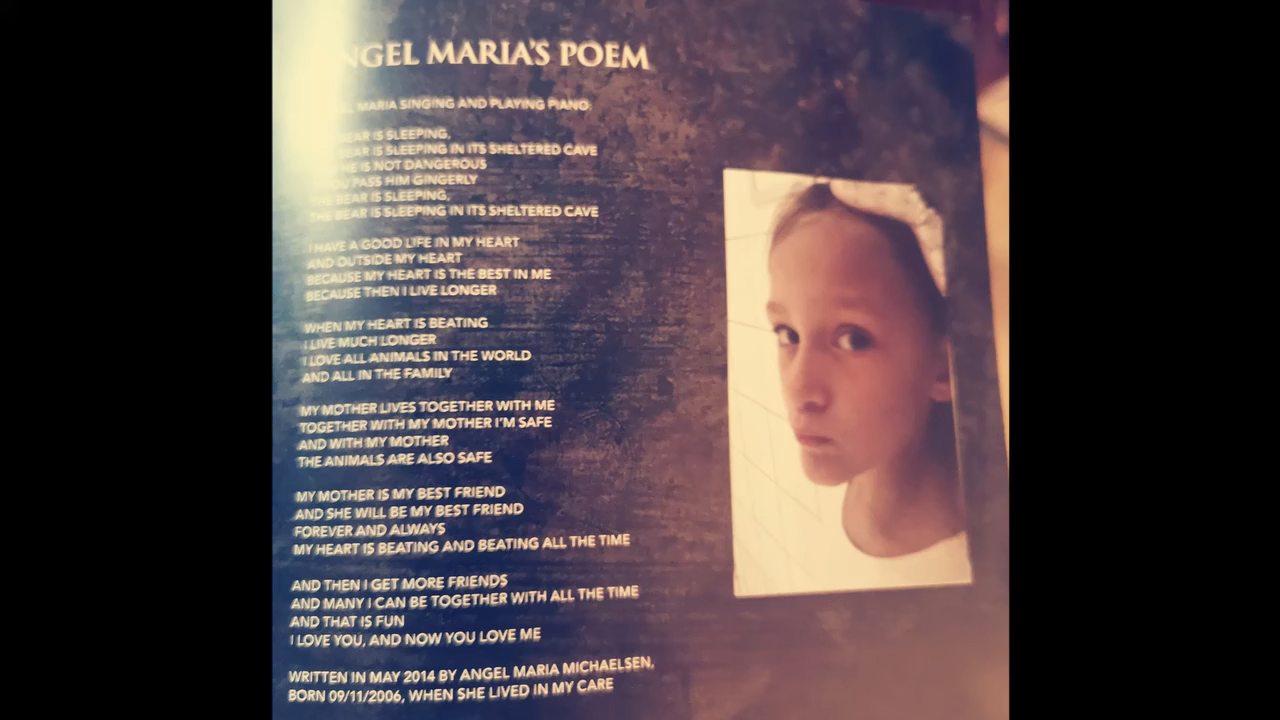 NGEL MARIA'S POEM
MARIA SINGING AND PLAYING PIANO:
BEAR IS SLEEPING,
BEAR IS SLEEPING IN ITS SHELTERED CAVE
HE IS NOT DANGEROUS
PASS HIM GINGERLY
THE BEAR IS SLEEPING,
THE BEAR IS SLEEPING IN ITS SHELTERED CAVE
I HAVE A GOOD LIFE IN MY HEART
AND OUTSIDE MY HEART
BECAUSE MY HEART IS THE BEST IN ME
BECAUSE THEN I LIVE LONGER
WHEN MY HEART IS BEATING
I LIVE MUCH LONGER
I LOVE ALL ANIMALS IN THE WORLD
AND ALL IN THE FAMILY
MY MOTHER LIVES TOGETHER WITH ME
TOGETHER WITH MY MOTHER I'M SAFE
AND WITH MY MOTHER
THE ANIMALS ARE ALSO SAFE
MY MOTHER IS MY BEST FRIEND
AND SHE WILL BE MY BEST FRIEND
FOREVER AND ALWAYS
MY HEART IS BEATING AND BEATING ALL THE TIME
AND THEN I GET MORE FRIENDS
AND MANY I CAN BE TOGETHER WITH ALL THE TIME
AND THAT IS FUN
I LOVE YOU, AND NOW YOU LOVE ME
WRITTEN IN MAY 2014 BY ANGEL MARIA MICHAELSEN,
BORN 09/11/2006, WHEN SHE LIVED IN MY CARE